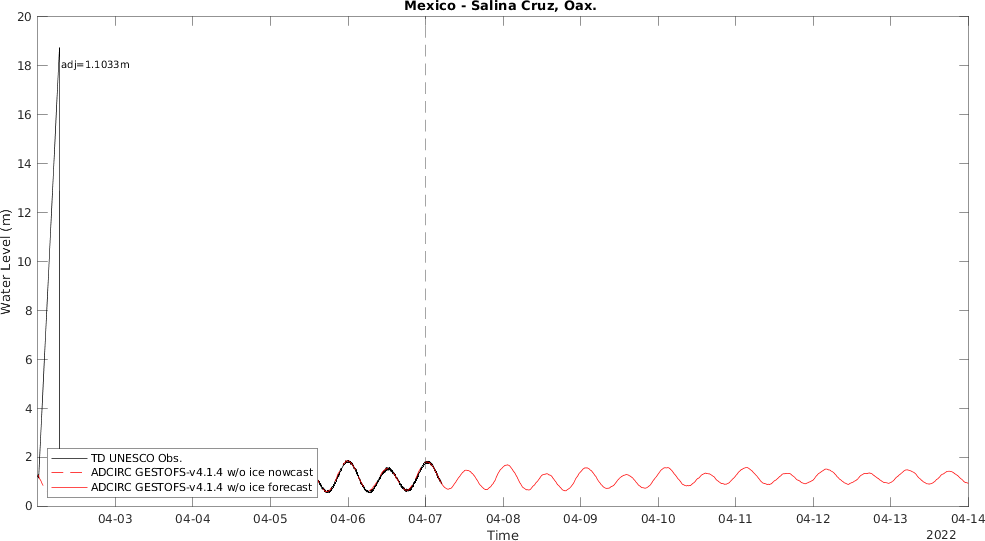 Mexico - Salina Cruz, Oax.
20
18
16
14
12
10
8
6
4
2
0
Water Level (m)
adj=1.1033m
TD UNESCO Obs.
ADCIRC GESTOFS-v4.1.4 w/o ice nowcast
ADCIRC GESTOFS-v4.1.4 w/o ice forecast
04-03 04-04 04-05 04-06 04-07 04-08 04-09 04-10 04-11 04-12 04-13 04-14
Time
2022